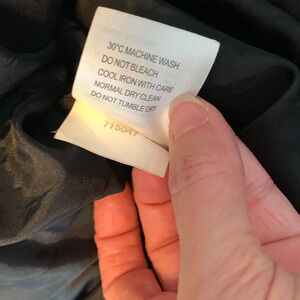 30°C MACHINE WASH
DO NOT BLEACH
COOL IRON WITH CARE
NORMAL DRY CLEAN
DO NOT TUMBLE DRY
715047